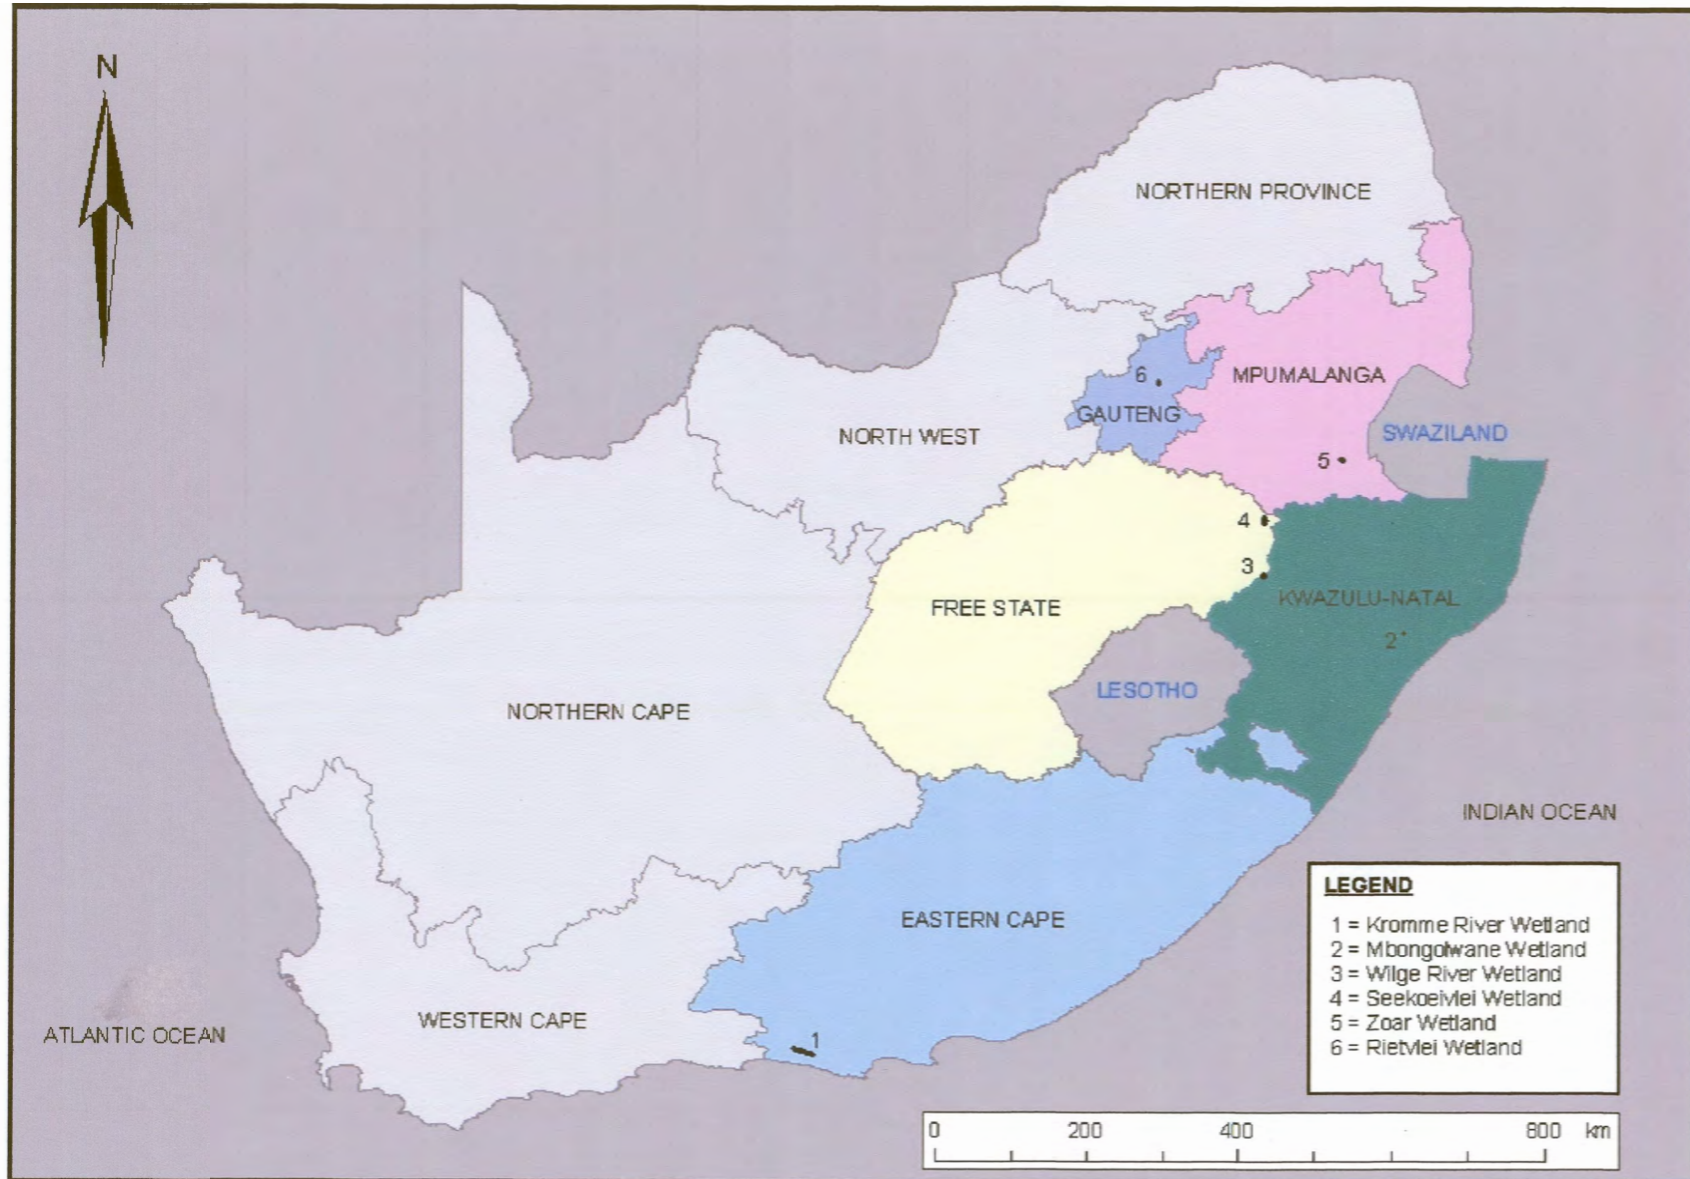 N
NORTHERN PROVINCE
MPUMALANGA
6
GAUTENG
NORTH WEST
SWAZILAND
5
4
3
KWAZULU-NATAL
FREE STATE
2
LESOTHO
NORTHERN CAPE
INDIAN OCEAN
EASTERN CAPE
WESTERN CAPE
ATLANTIC OCEAN
1
LEGEND
1 = Kromme River Wetland
2 = Mbongolwane Wetland
3 = Wilge River Wetland
4 = Seekoeivlei Wetland
5 = Zoar Wetland
6 = Rietvlei Wetland
0 200 400 800 km